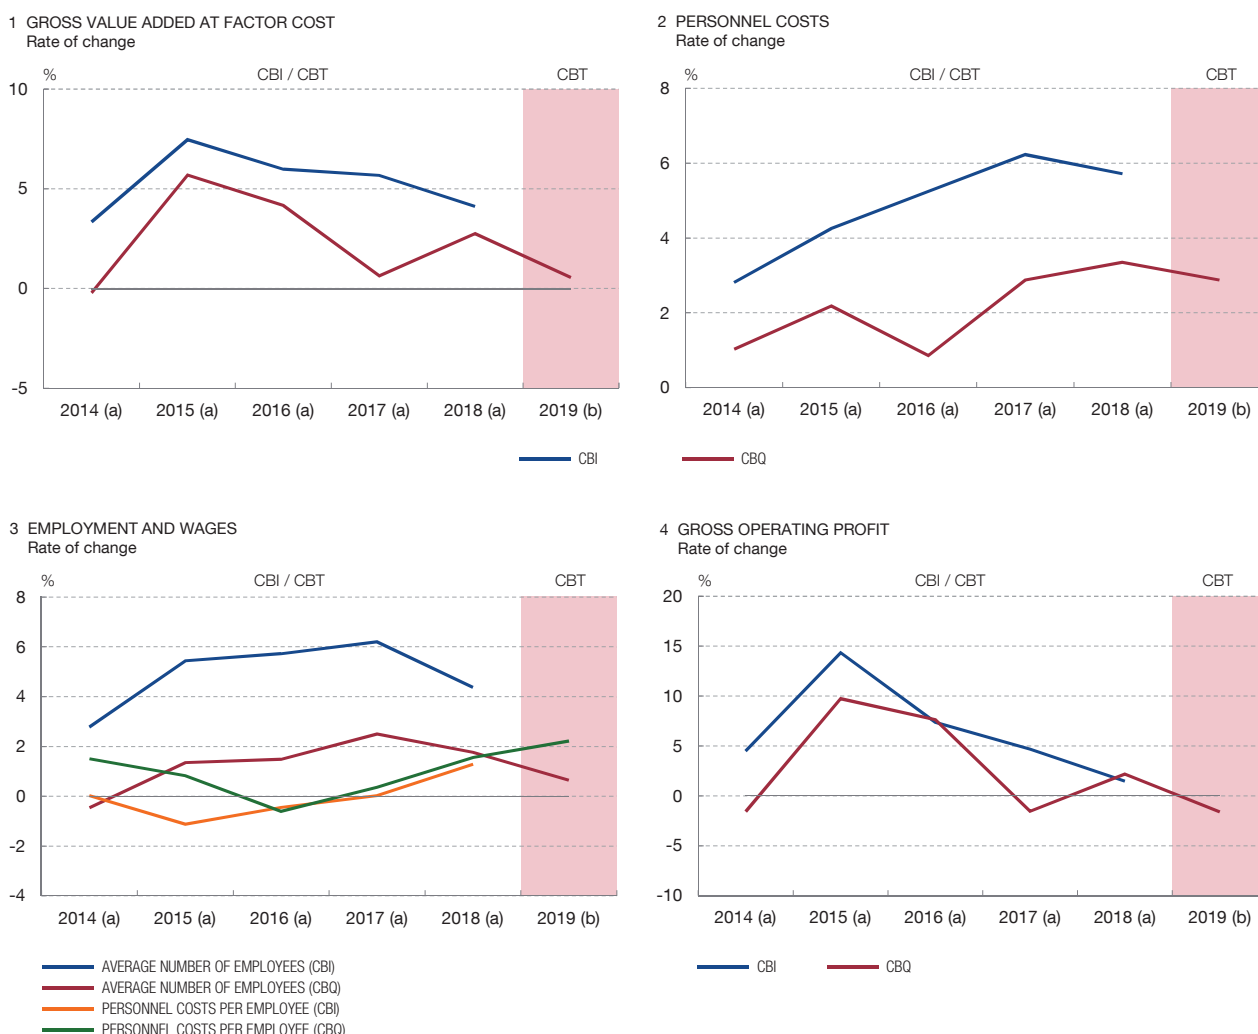 1 GROSS VALUE ADDED AT FACTOR COST
Rate of change
% CBI / CBT CBT
10
5
0
-5
2014 (a) 2015 (a) 2016 (a) 2017 (a) 2018 (a) 2019 (b)
2 PERSONNEL COSTS
Rate of change
% CBI / CBT CBT
8
6
4
2
0
2014 (a) 2015 (a) 2016 (a) 2017 (a) 2018 (a) 2019 (b)
CBI CBQ
3 EMPLOYMENT AND WAGES
Rate of change
% CBI / CBT CBT
8
6
4
2
0
-2
-4
2014 (a) 2015 (a) 2016 (a) 2017 (a) 2018 (a) 2019 (b)
AVERAGE NUMBER OF EMPLOYEES (CBI)
AVERAGE NUMBER OF EMPLOYEES (CBQ)
PERSONNEL COSTS PER EMPLOYEE (CBI)
PERSONNEL COSTS PER EMPLOYEE (CBQ)
4 GROSS OPERATING PROFIT
Rate of change
% CBI / CBT CBT
20
15
10
5
0
-5
-10
2014 (a) 2015 (a) 2016 (a) 2017 (a) 2018 (a) 2019 (b)
CBI CBQ